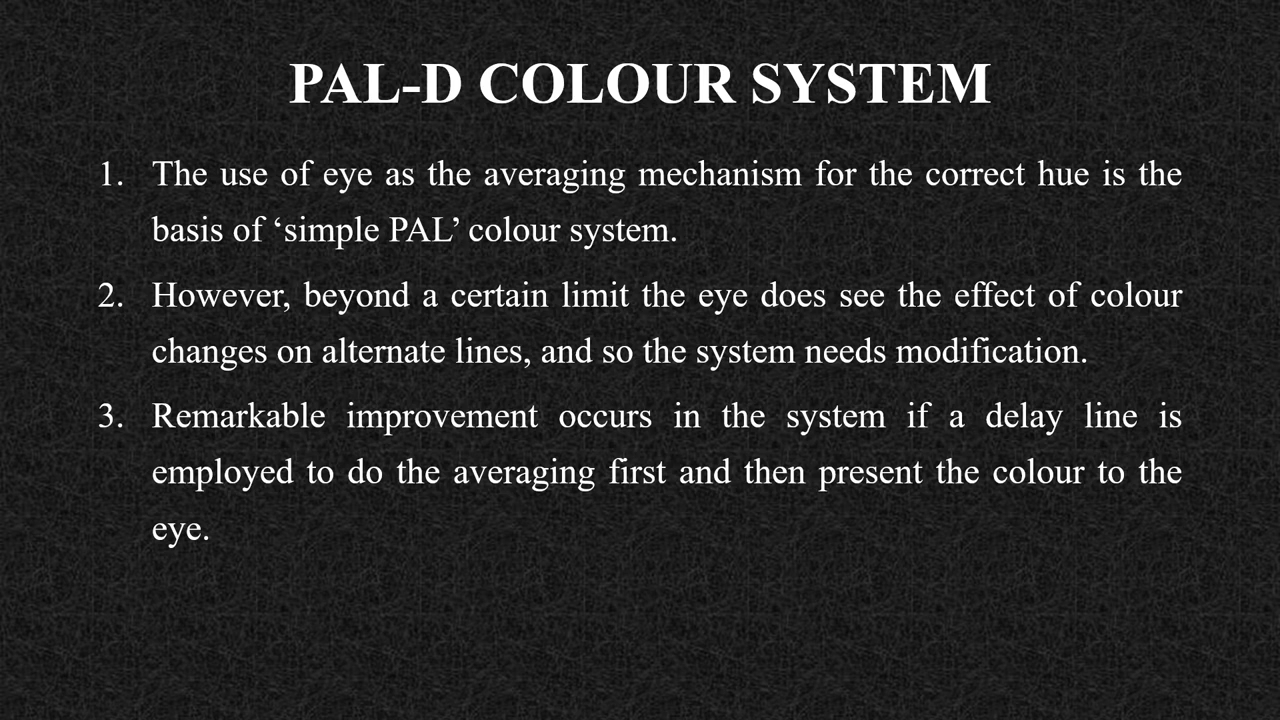 PAL-D COLOUR SYSTEM
1. The use of eye as the averaging mechanism for the correct hue is the
basis of ‘simple PAL’ colour system.
2. However, beyond a certain limit the eye does see the effect of colour
changes on alternate lines, and so the system needs modification.
3. Remarkable improvement occurs in the system if a delay line is
employed to do the averaging first and then present the colour to the
eye.